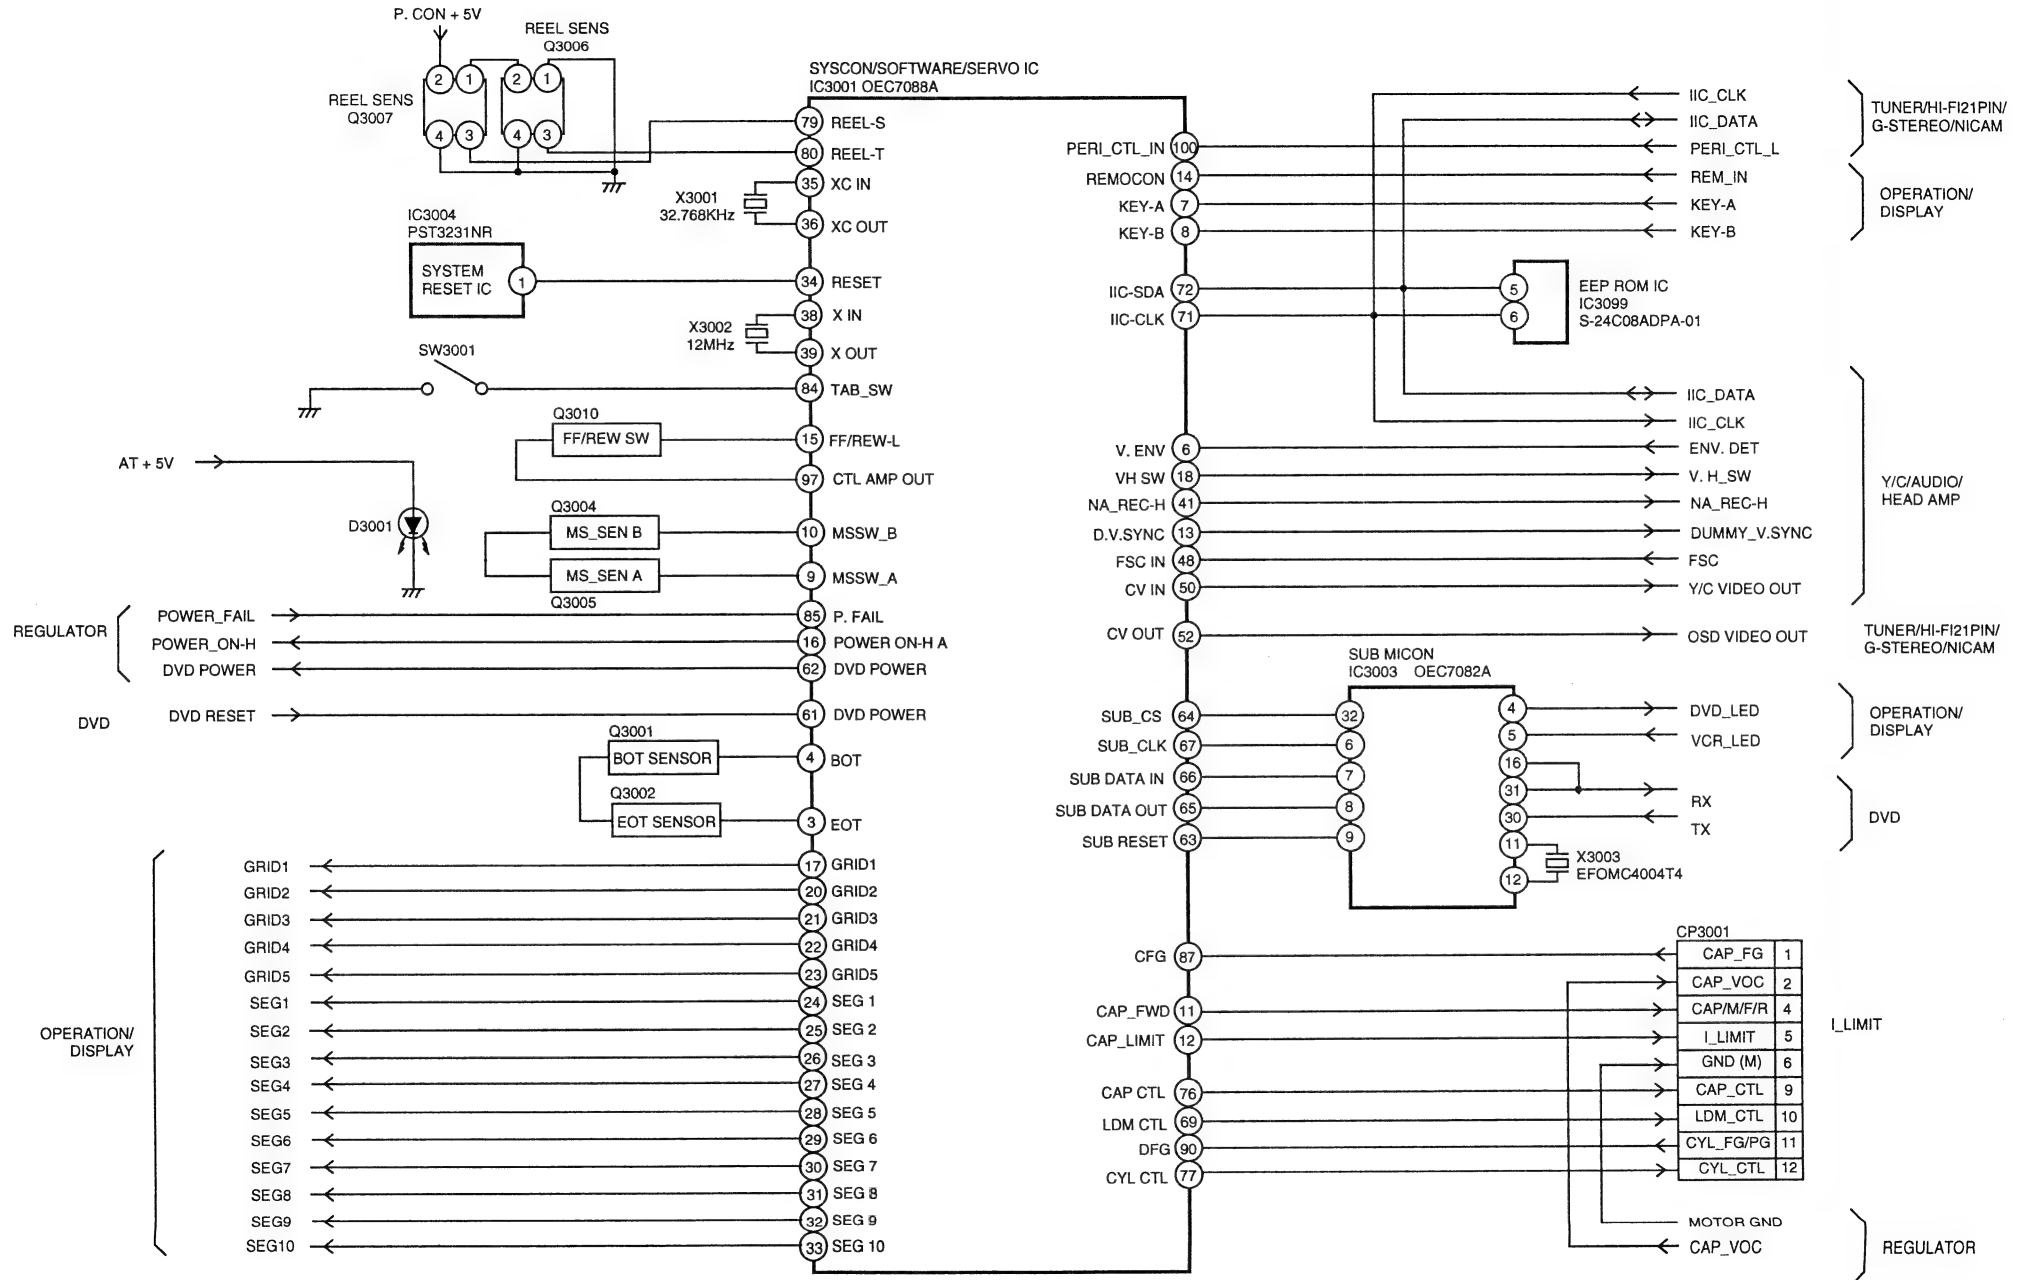 P. CON + 5V
REEL SENS
Q3006
REEL SENS
Q3007
2 1 2 1
4 3 4 3
SYSCON/SOFTWARE/SERVO IC
IC3001 OEC7088A
79 REEL-S
80 REEL-T
35 XC IN
X3001
32.768KHz
36 XC OUT
IC3004
PST3231NR
SYSTEM
RESET IC
1
34 RESET
38 X IN
X3002
12MHz
39 X OUT
SW3001
84 TAB_SW
Q3010
FF/REW SW
15 FF/REW-L
97 CTL AMP OUT
AT + 5V
D3001
Q3004
MS_SEN B
10 MSSW_B
MS_SEN A
9 MSSW_A
Q3005
REGULATOR
POWER_FAIL 85 P. FAIL
POWER_ON-H 16 POWER ON-H A
DVD POWER 62 DVD POWER
DVD
DVD RESET 61 DVD POWER
Q3001
BOT SENSOR
4 BOT
Q3002
EOT SENSOR
3 EOT
OPERATION/
DISPLAY
GRID1 17 GRID1
GRID2 20 GRID2
GRID3 21 GRID3
GRID4 22 GRID4
GRID5 23 GRID5
SEG1 24 SEG 1
SEG2 25 SEG 2
SEG3 26 SEG 3
SEG4 27 SEG 4
SEG5 28 SEG 5
SEG6 29 SEG 6
SEG7 30 SEG 7
SEG8 31 SEG 8
SEG9 32 SEG 9
SEG10 33 SEG 10
IIC_CLK
IIC_DATA
PERI_CTL_IN 100 PERI_CTL_L
TUNER/HI-FI21PIN/
G-STEREO/NICAM
REMOCON 14 REM_IN
KEY-A 7 KEY-A
KEY-B 8 KEY-B
OPERATION/
DISPLAY
IIC-SDA 72 5
IIC-CLK 71 6
EEP ROM IC
IC3099
S-24C08ADPA-01
IIC_DATA
IIC_CLK
V. ENV 6 ENV. DET
VH SW 18 V. H_SW
NA_REC-H 41 NA_REC-H
D.V.SYNC 13 DUMMY_V.SYNC
FSC IN 48 FSC
CV IN 50 Y/C VIDEO OUT
Y/C/AUDIO/
HEAD AMP
CV OUT 52 OSD VIDEO OUT
TUNER/HI-FI21PIN/
G-STEREO/NICAM
SUB MICON
IC3003 OEC7082A
SUB_CS 64 32
SUB_CLK 67 6
SUB DATA IN 66 7
SUB DATA OUT 65 8
SUB RESET 63 9
4 DVD_LED
5 VCR_LED
OPERATION/
DISPLAY
16
31 RX
30 TX
DVD
11
12
X3003
EFOMC4004T4
CP3001
CFG 87 CAP_FG 1
CAP_VOC 2
CAP_FWD 11 CAP/M/F/R 4
CAP_LIMIT 12 I_LIMIT 5
I_LIMIT
GND (M) 6
CAP CTL 76 CAP_CTL 9
LDM CTL 69 LDM_CTL 10
DFG 90 CYL_FG/PG 11
CYL CTL 77 CYL_CTL 12
MOTOR GND
CAP_VOC
REGULATOR